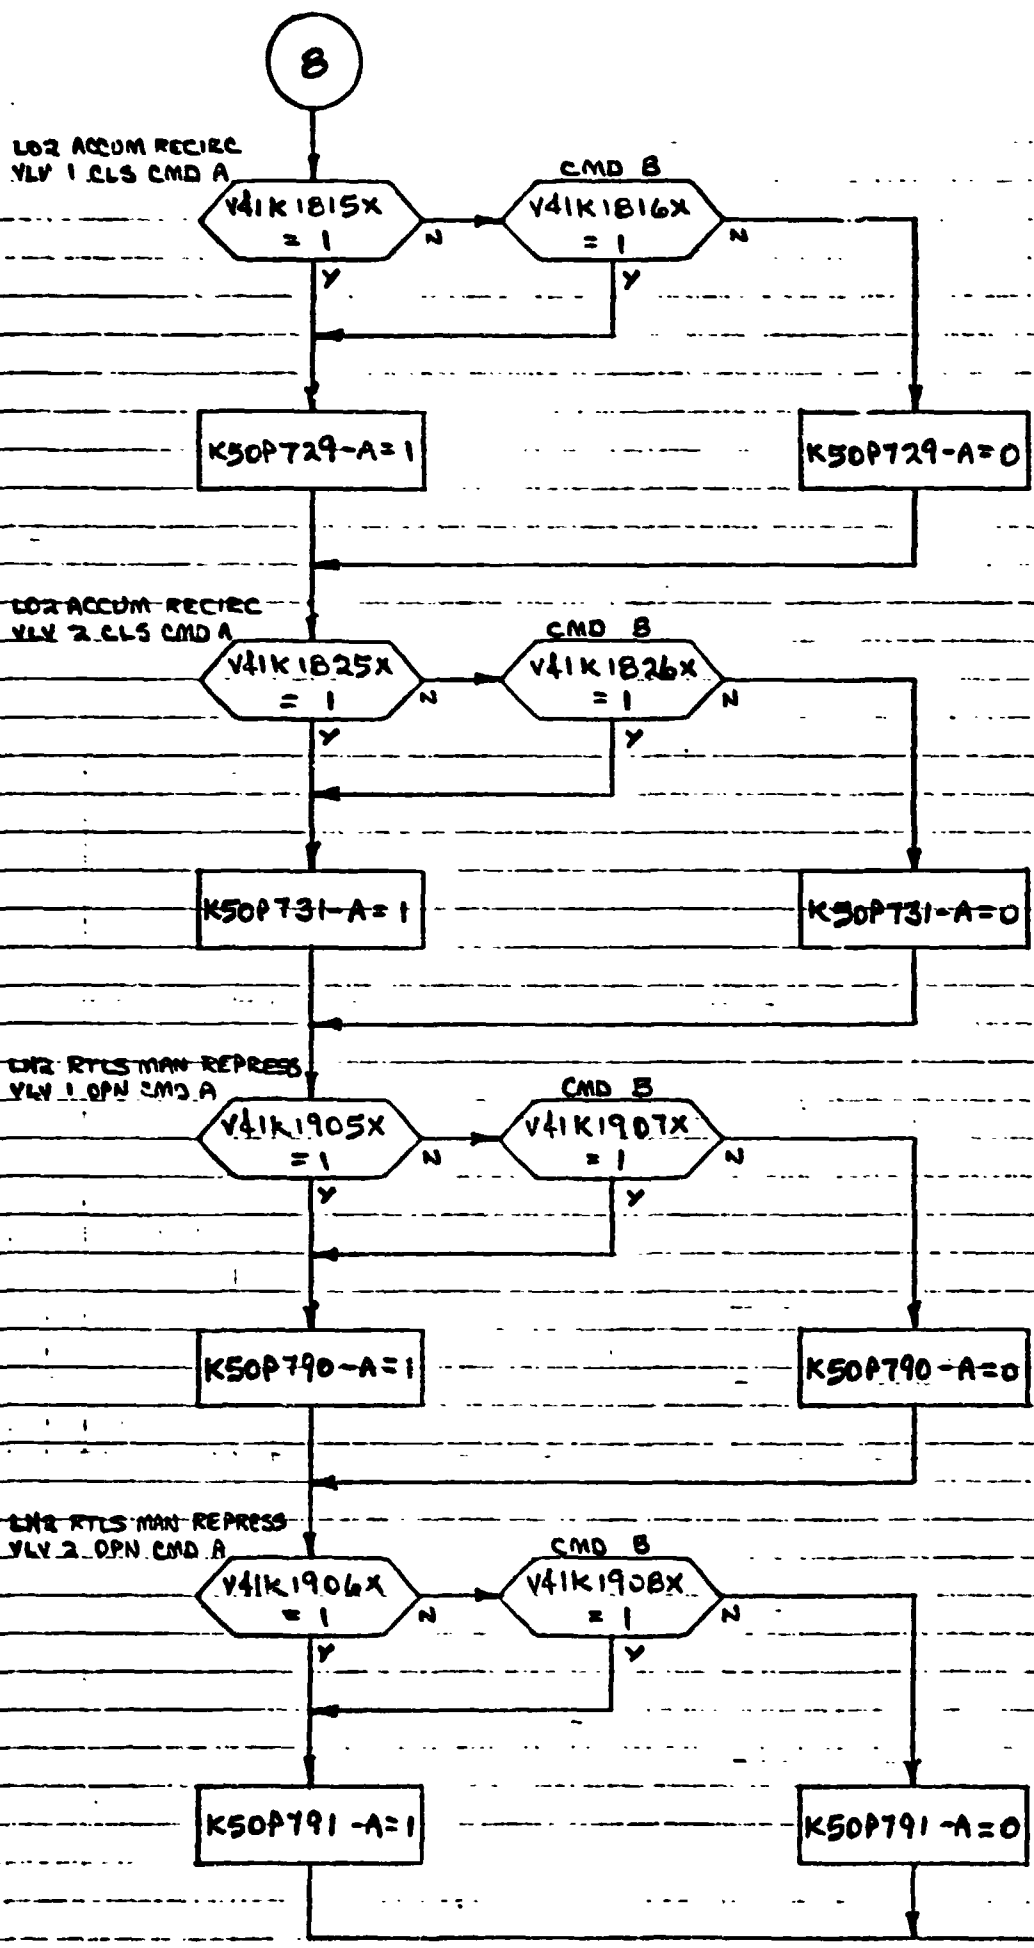 8
LO2 ACCUM RECIRC
VLV 1 CLS CMD A
CMD B
V41K1815X
= 1
N
Y
V41K1816X
= 1
N
Y
K50P729-A=1
K50P729-A=0
LO2 ACCUM RECIRC
VLV 2 CLS CMD A
CMD B
V41K1825X
= 1
N
Y
V41K1826X
= 1
N
Y
K50P731-A=1
K50P731-A=0
LH2 RTLS MAN REPRESS
VLV 1 OPN CMD A
CMD B
V41K1905X
= 1
N
Y
V41K1907X
= 1
N
Y
K50P790-A=1
K50P790-A=0
LH2 RTLS MAN REPRESS
VLV 2 OPN CMD A
CMD B
V41K1906X
= 1
N
Y
V41K1908X
= 1
N
Y
K50P791-A=1
K50P791-A=0